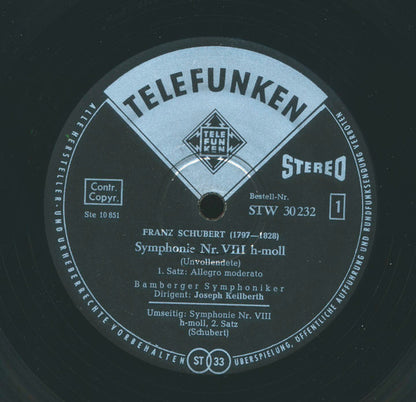 TELEFUNKEN
TELE
FUN
KEN
STEREO
Contr.
Copyr.
Ste 10 851
Bestell-Nr.
STW 30232
1
FRANZ SCHUBERT (1797—1828)
Symphonie Nr. VIII h-moll
(Unvollendete)
1. Satz: Allegro moderato
Bamberger Symphoniker
Dirigent: Joseph Keilberth
Umseitig: Symphonie Nr. VIII
h-moll, 2. Satz
(Schubert)
ST 33
ALLE HERSTELLER- UND URHEBERRECHTE VORBEHALTEN
ÜBERSPIELUNG, ÖFFENTLICHE AUFFÜHRUNG UND RUNDFUNKSENDUNG VERBOTEN